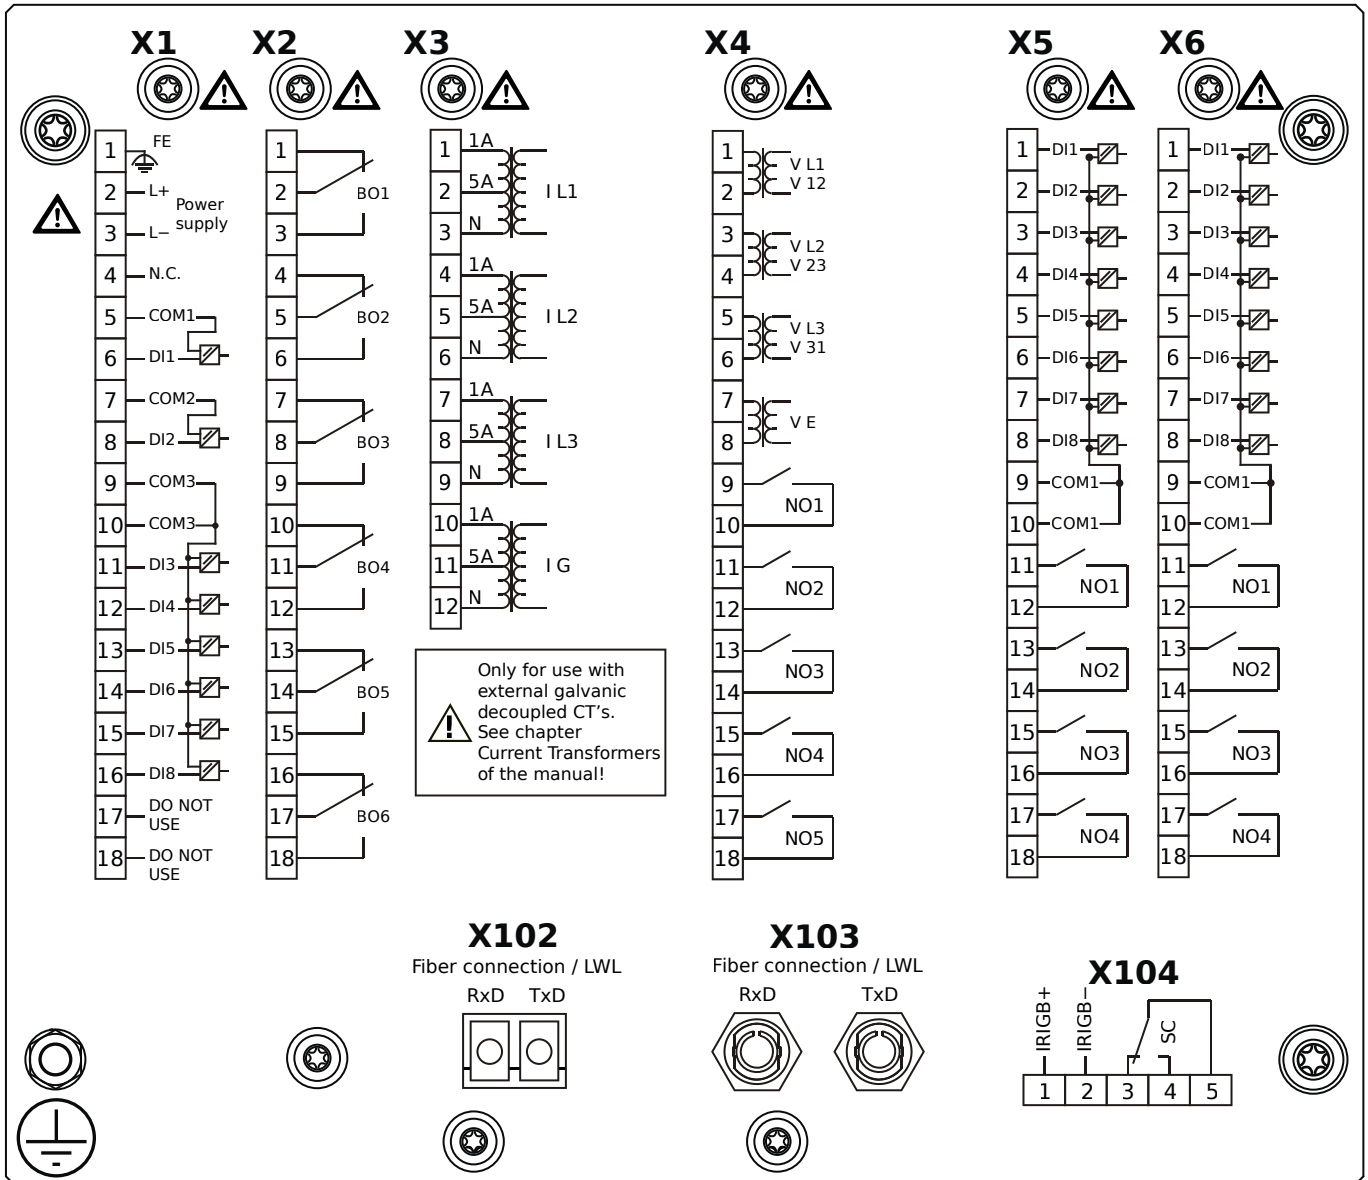 X1
X2
X3
X4
X5
X6
1 FE
2 L+
Power
supply
3 L−
4 N.C.
5 COM1
6 DI1
7 COM2
8 DI2
9 COM3
10 COM3
11 DI3
12 DI4
13 DI5
14 DI6
15 DI7
16 DI8
17 DO NOT
USE
18 DO NOT
USE
1
2 BO1
3
4
5 BO2
6
7
8 BO3
9
10
11 BO4
12
13
14 BO5
15
16
17 BO6
18
1 1A
2 5A I L1
3 N
4 1A
5 5A I L2
6 N
7 1A
8 5A I L3
9 N
10 1A
11 5A I G
12 N
Only for use with
external galvanic
decoupled CT's.
See chapter
Current Transformers
of the manual!
1 V L1
2 V 12
3 V L2
4 V 23
5 V L3
6 V 31
7
V E
8
9
NO1
10
11
NO2
12
13
NO3
14
15
NO4
16
17
NO5
18
1 DI1
2 DI2
3 DI3
4 DI4
5 DI5
6 DI6
7 DI7
8 DI8
9 COM1
10 COM1
11
NO1
12
13
NO2
14
15
NO3
16
17
NO4
18
1 DI1
2 DI2
3 DI3
4 DI4
5 DI5
6 DI6
7 DI7
8 DI8
9 COM1
10 COM1
11
NO1
12
13
NO2
14
15
NO3
16
17
NO4
18
X102
Fiber connection / LWL
RxD TxD
X103
Fiber connection / LWL
RxD TxD
X104
IRIGB+
IRIGB−
SC
1 2 3 4 5